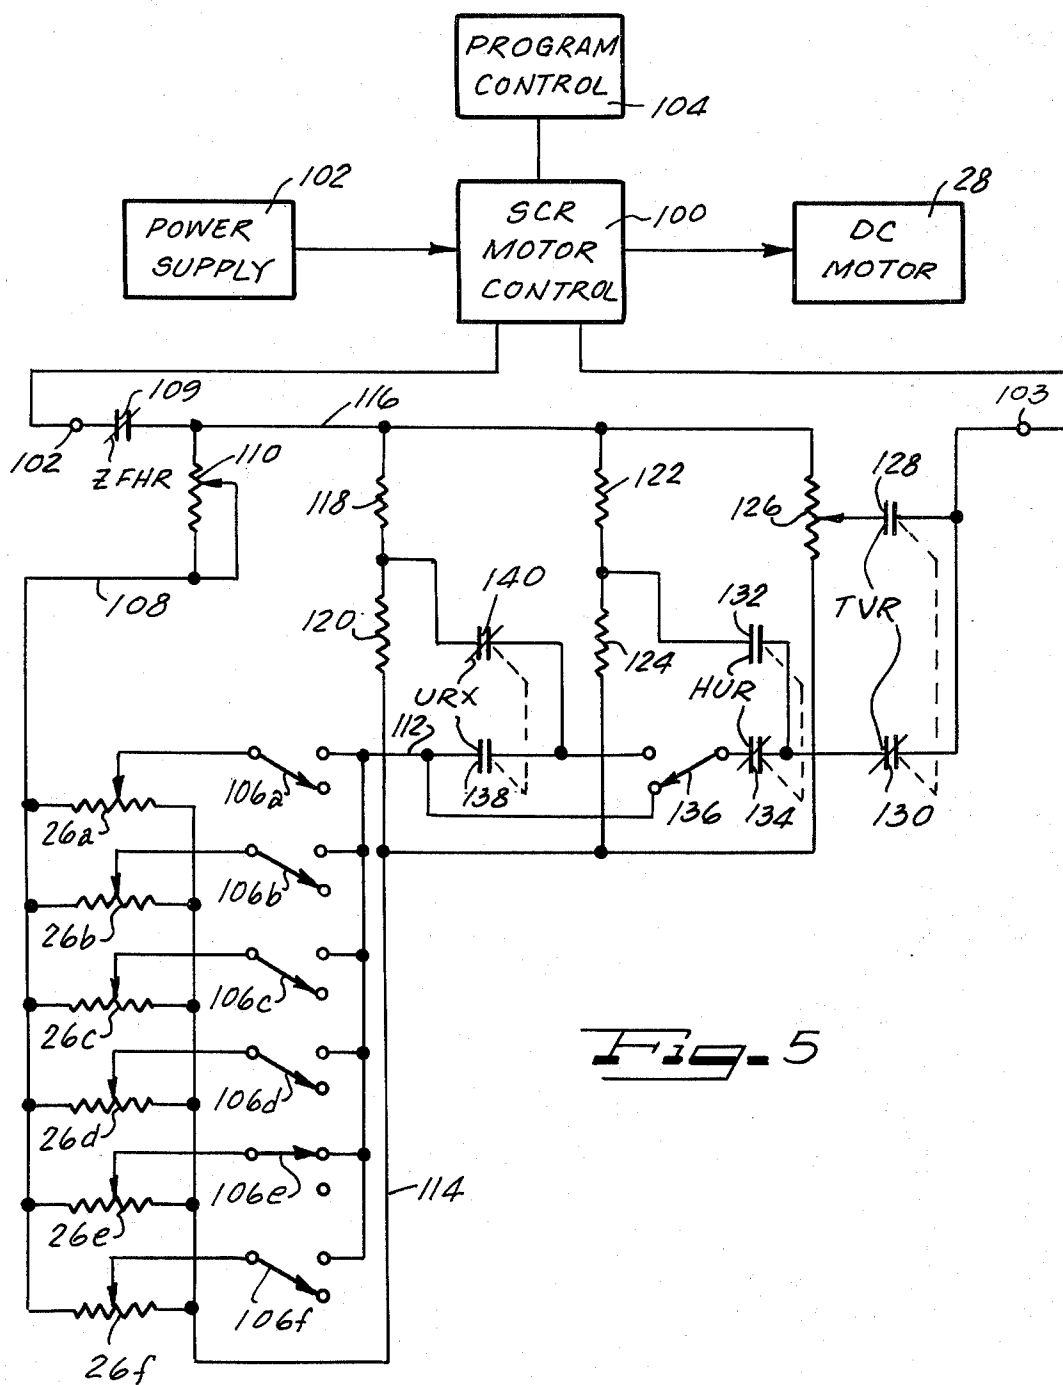 PROGRAM
CONTROL
104
102
28
POWER
SUPPLY
SCR
MOTOR
CONTROL
100
DC
MOTOR
109
116
103
102
ZFHR
110
118
122
126
128
108
120
140
132
TVR
124
URX
HUR
112
106a
138
136
134
130
26a
106b
26b
106c
26c
Fig. 5
106d
26d
106e
114
26e
106f
26f